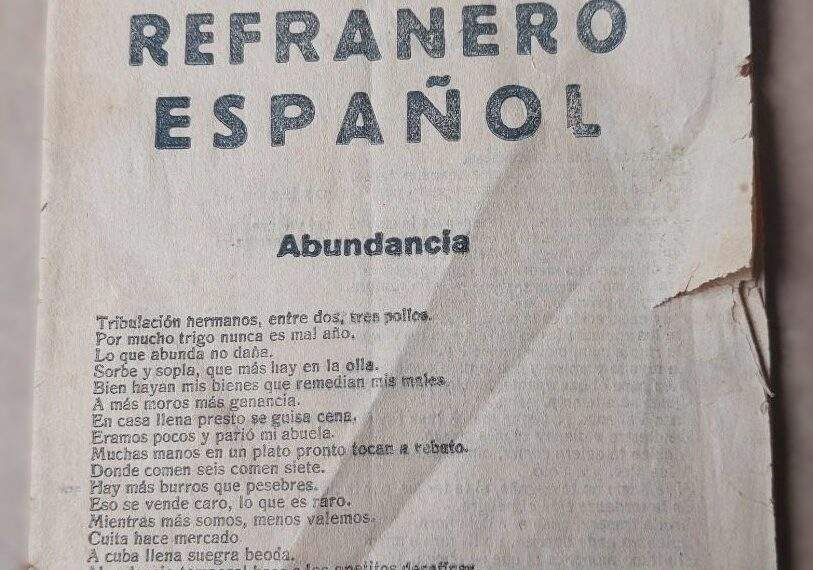 REFRANERO
ESPAÑOL
Abundancia
Tribulación hermanos, entre dos, tres pollos.
Por mucho trigo nunca es mal año.
Lo que abunda no daña.
Sorbe y sopla, que más hay en la olla.
Bien hayan mis bienes que remedian mis males
A más moros más ganancia.
En casa llena presto se guisa cena.
Eramos pocos y parió mi abuela.
Muchas manos en un plato pronto tocan a rebato.
Donde comen seis comen siete.
Hay más burros que pesebres.
Eso se vende caro, lo que es raro.
Mientras más somos, menos valemos.
Cuita hace mercado
A cuba llena suegra beoda.